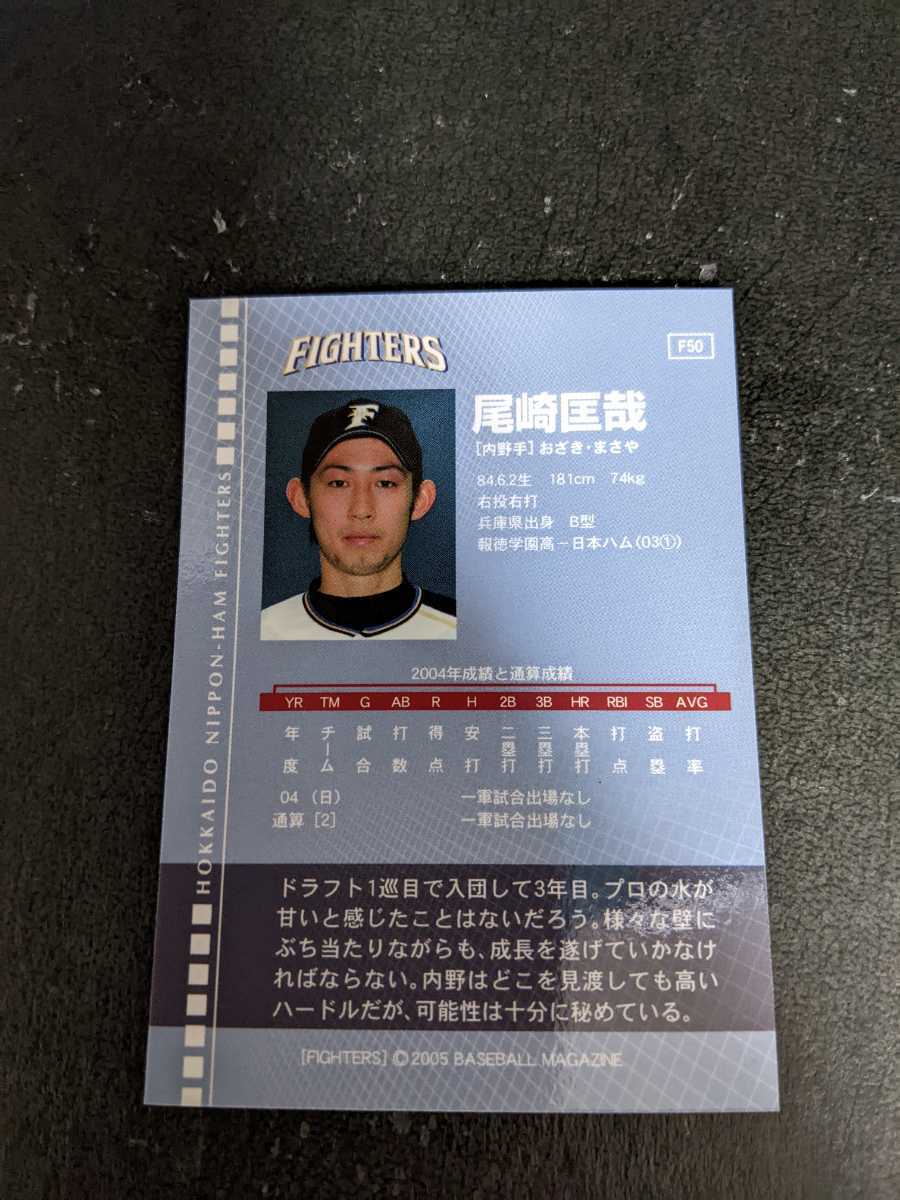 FIGHTERS
F50
HOKKAIDO NIPPON-HAM FIGHTERS
F
尾崎匡哉
［内野手］おざき・まさや
84.6.2生　181cm　74kg
右投右打
兵庫県出身　B型
報徳学園高－日本ハム(03①)
2004年成績と通算成績
YR TM G AB R H 2B 3B HR RBI SB AVG
年度 チーム 試合 打数 得点 安打 二塁打 三塁打 本塁打 打点 盗塁 打率
04 （日） 一軍試合出場なし
通算［2］ 一軍試合出場なし
ドラフト1巡目で入団して3年目。プロの水が
甘いと感じたことはないだろう。様々な壁に
ぶち当たりながらも、成長を遂げていかなけ
ればならない。内野はどこを見渡しても高い
ハードルだが、可能性は十分に秘めている。
[FIGHTERS] © 2005 BASEBALL MAGAZINE